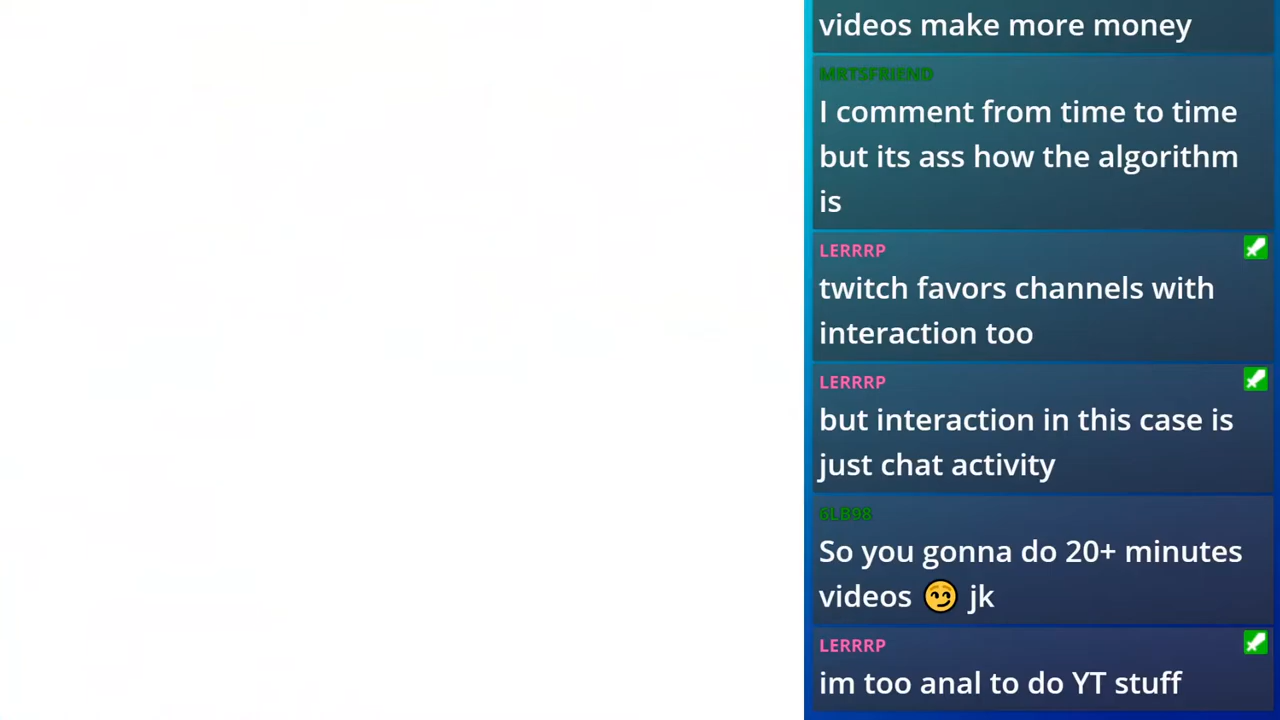 videos make more money
MRTSFRIEND
I comment from time to time
but its ass how the algorithm
is
LERRRP
twitch favors channels with
interaction too
LERRRP
but interaction in this case is
just chat activity
6LB98
So you gonna do 20+ minutes
videos 😏 jk
LERRRP
im too anal to do YT stuff